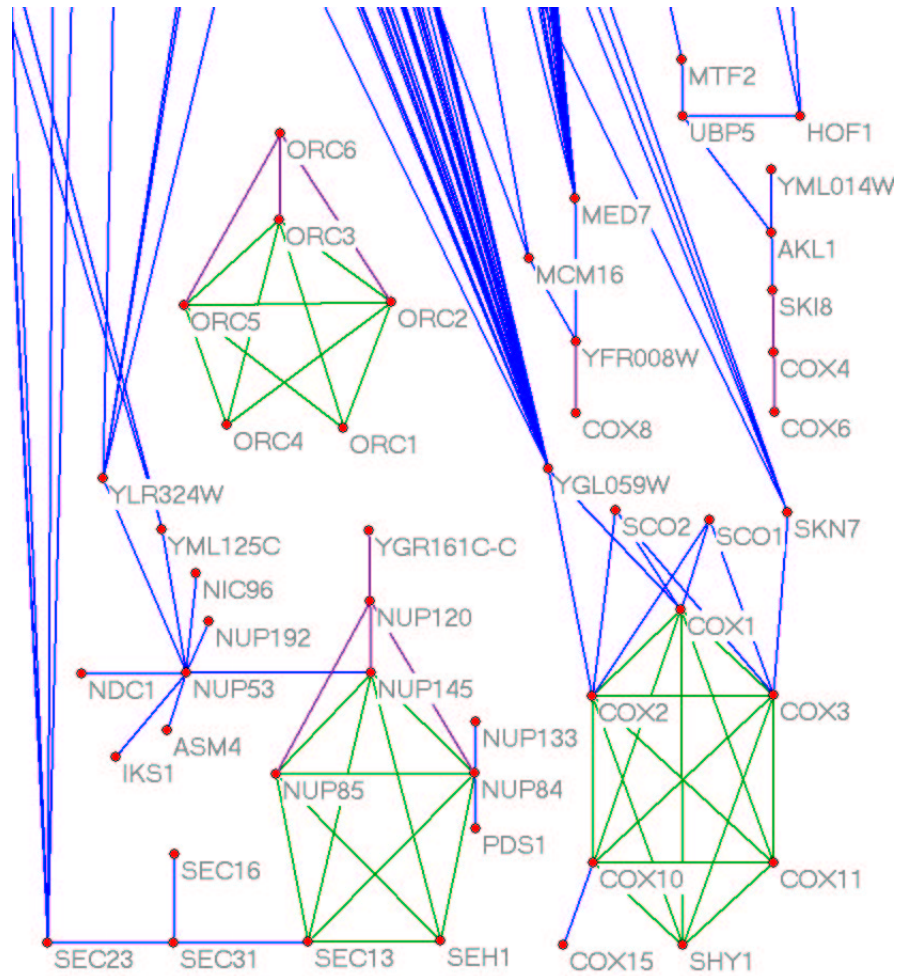 MTF2
UBP5
HOF1
ORC6
YML014W
MED7
ORC3
AKL1
MCM16
SKI8
ORC5
ORC2
YFR008W
COX4
COX8
COX6
ORC4
ORC1
YLR324W
YGL059W
SCO2
SCO1
SKN7
YML125C
YGR161C-C
NIC96
NUP120
COX1
NUP192
NDC1
NUP53
NUP145
COX2
COX3
ASM4
NUP133
IKS1
NUP85
NUP84
PDS1
SEC16
COX10
COX11
SEC23
SEC31
SEC13
SEH1
COX15
SHY1